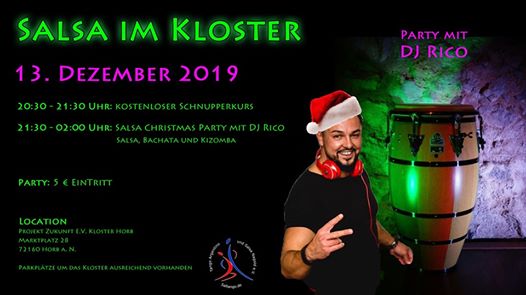 Salsa im Kloster
Party mit
DJ Rico
13. Dezember 2019
20:30 - 21:30 Uhr: kostenloser Schnupperkurs
21:30 - 02:00 Uhr: Salsa Christmas Party mit DJ Rico
Salsa, Bachata und Kizomba
Party: 5 € Eintritt
Location
Projekt Zukunft e.V. Kloster Horb
Marktplatz 28
72160 Horb a. N.
Parkplätze um das Kloster ausreichend vorhanden